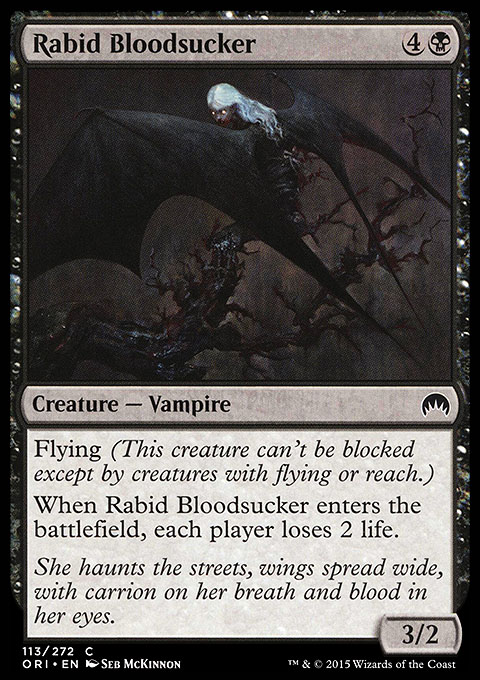 Rabid Bloodsucker 4
Creature — Vampire
Flying (This creature can't be blocked
except by creatures with flying or reach.)
When Rabid Bloodsucker enters the
battlefield, each player loses 2 life.
She haunts the streets, wings spread wide,
with carrion on her breath and blood in
her eyes.
3/2
113/272 C
ORI • EN Seb McKinnon
™ & © 2015 Wizards of the Coast